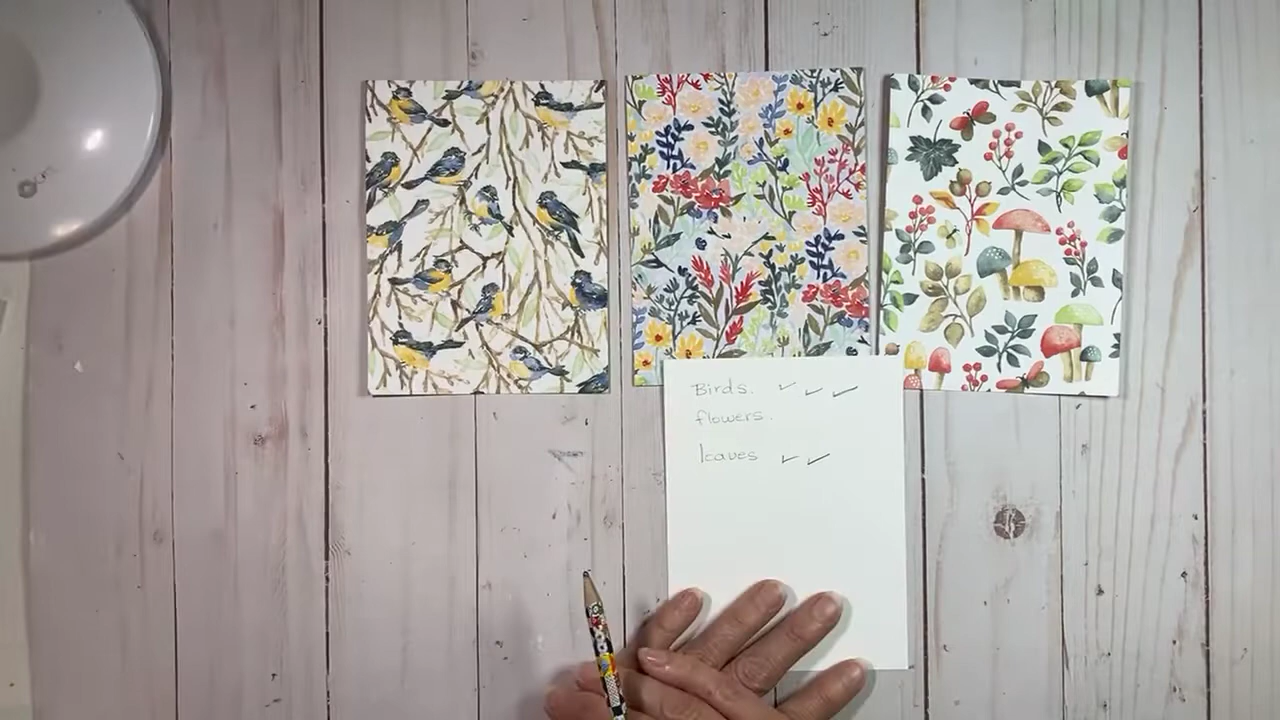 Birds. ✓ ✓ ✓
flowers.
leaves ✓ ✓